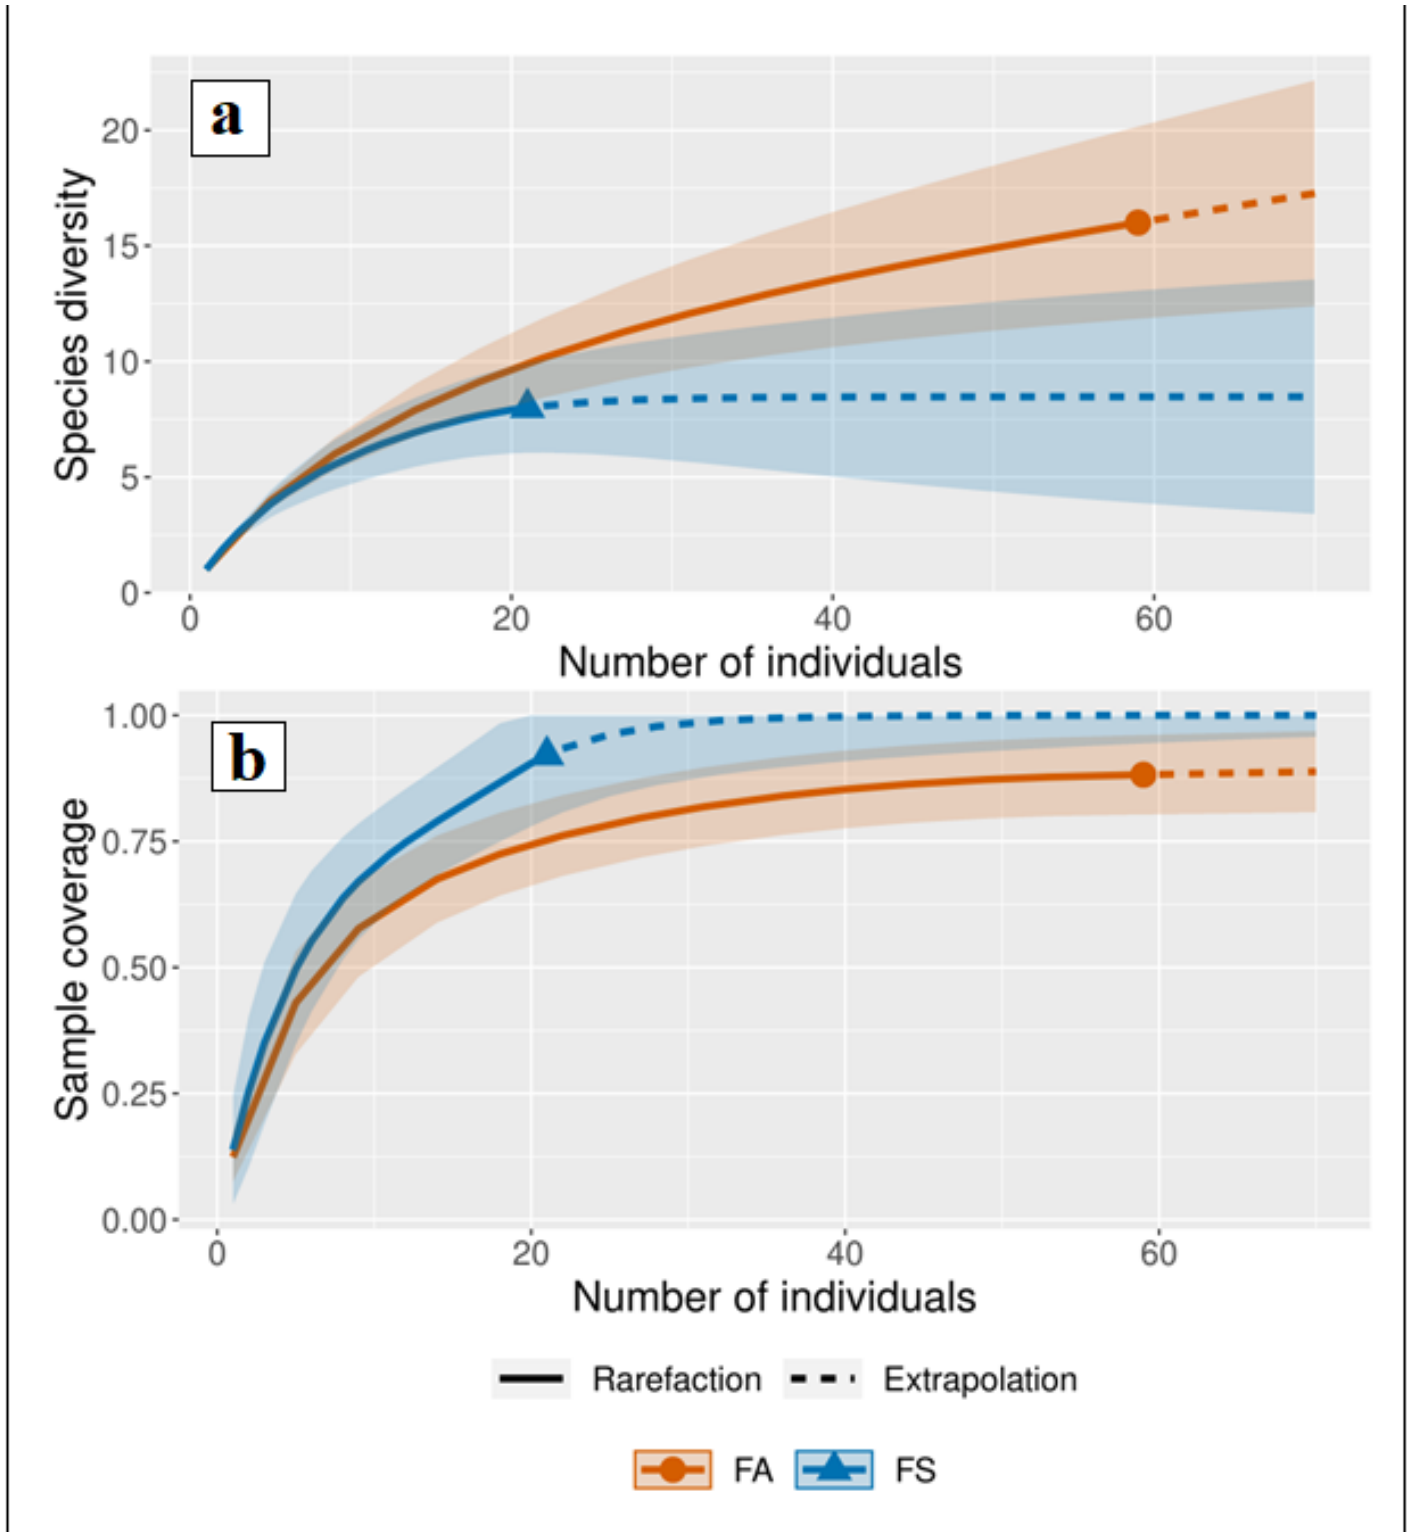 a
20
15
10
5
0
Species diversity
0 20 40 60
Number of individuals
b
1.00
0.75
0.50
0.25
0.00
Sample coverage
0 20 40 60
Number of individuals
Rarefaction Extrapolation
FA FS